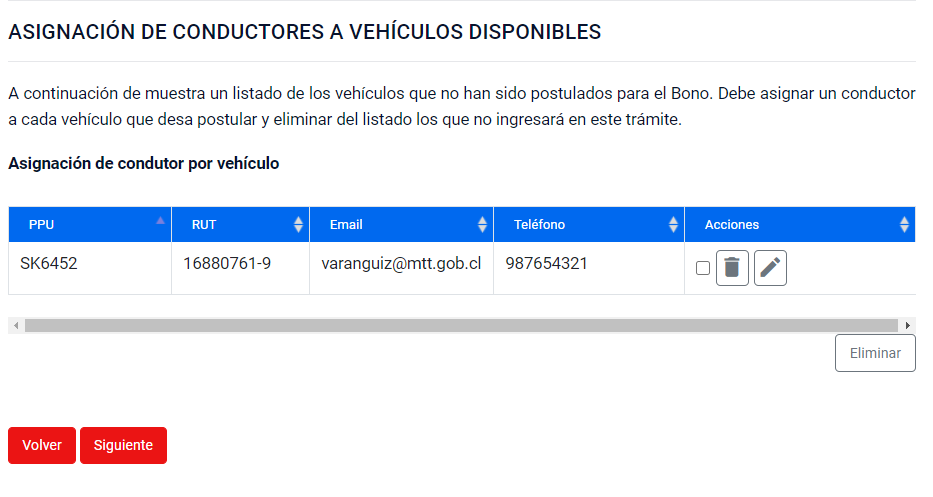 ASIGNACIÓN DE CONDUCTORES A VEHÍCULOS DISPONIBLES
A continuación de muestra un listado de los vehículos que no han sido postulados para el Bono. Debe asignar un conductor
a cada vehículo que desa postular y eliminar del listado los que no ingresará en este trámite.
Asignación de condutor por vehículo
PPU RUT Email Teléfono Acciones
SK6452 16880761-9 varanguiz@mtt.gob.cl 987654321
Eliminar
Volver Siguiente